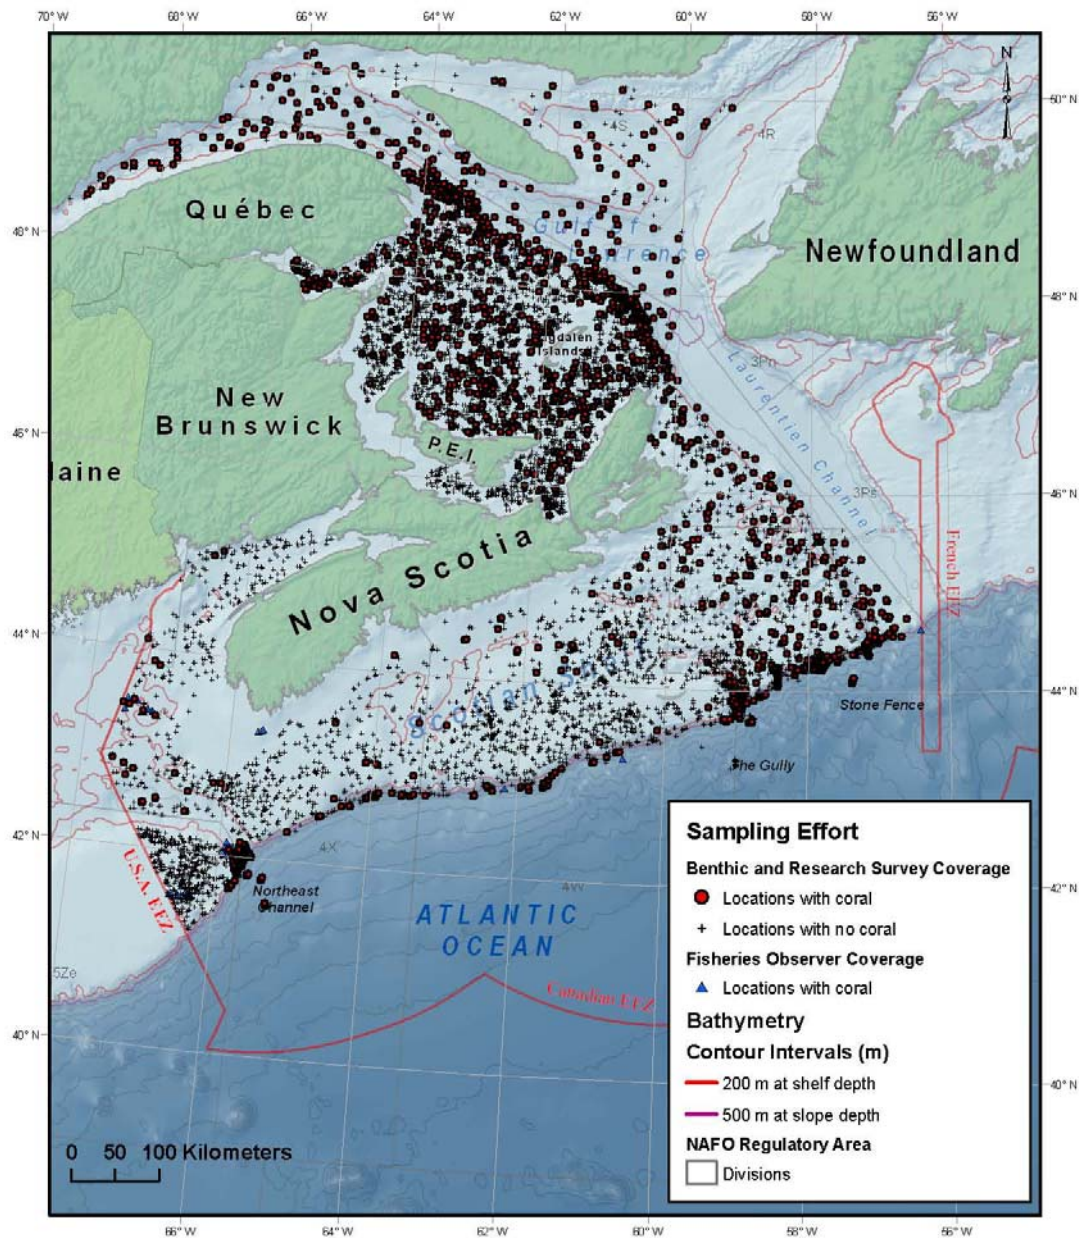 70° W 68° W 66° W 64° W 62° W 60° W 58° W 56° W
N
50° N
4S
4R
Québec
48° N
Gulf of
Newfoundland
48° N
Islands
3Pn
New
Brunswick
Laurentien Channel
46° N
P.E.I.
laine
3Ps
46° N
French EEZ
Nova Scotia
44° N
Scotian Shelf
44° N
Stone Fence
The Gully
42° N
4X
U.S.A. EEZ
Northeast
Channel
4W
42° N
ATLANTIC
OCEAN
5Ze
Canadian EEZ
40° N
40° N
Sampling Effort
Benthic and Research Survey Coverage
Locations with coral
Locations with no coral
Fisheries Observer Coverage
Locations with coral
Bathymetry
Contour Intervals (m)
200 m at shelf depth
500 m at slope depth
NAFO Regulatory Area
Divisions
0 50 100 Kilometers
66° W 64° W 62° W 60° W 58° W 56° W